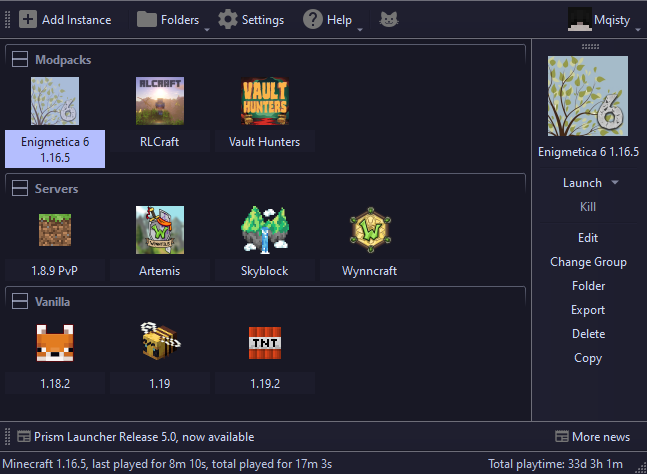 Add Instance Folders Settings Help Mqisty
Modpacks
RLCRAFT
VAULT
HUNTERS
6
Enigmetica 6
1.16.5
RLCraft
Vault Hunters
Servers
W
W
1.8.9 PvP
Artemis
Skyblock
Wynncraft
Vanilla
TNT
1.18.2
1.19
1.19.2
6
Enigmetica 6 1.16.5
Launch
Kill
Edit
Change Group
Folder
Export
Delete
Copy
Prism Launcher Release 5.0, now available
More news
Minecraft 1.16.5, last played for 8m 10s, total played for 17m 3s
Total playtime: 33d 3h 1m